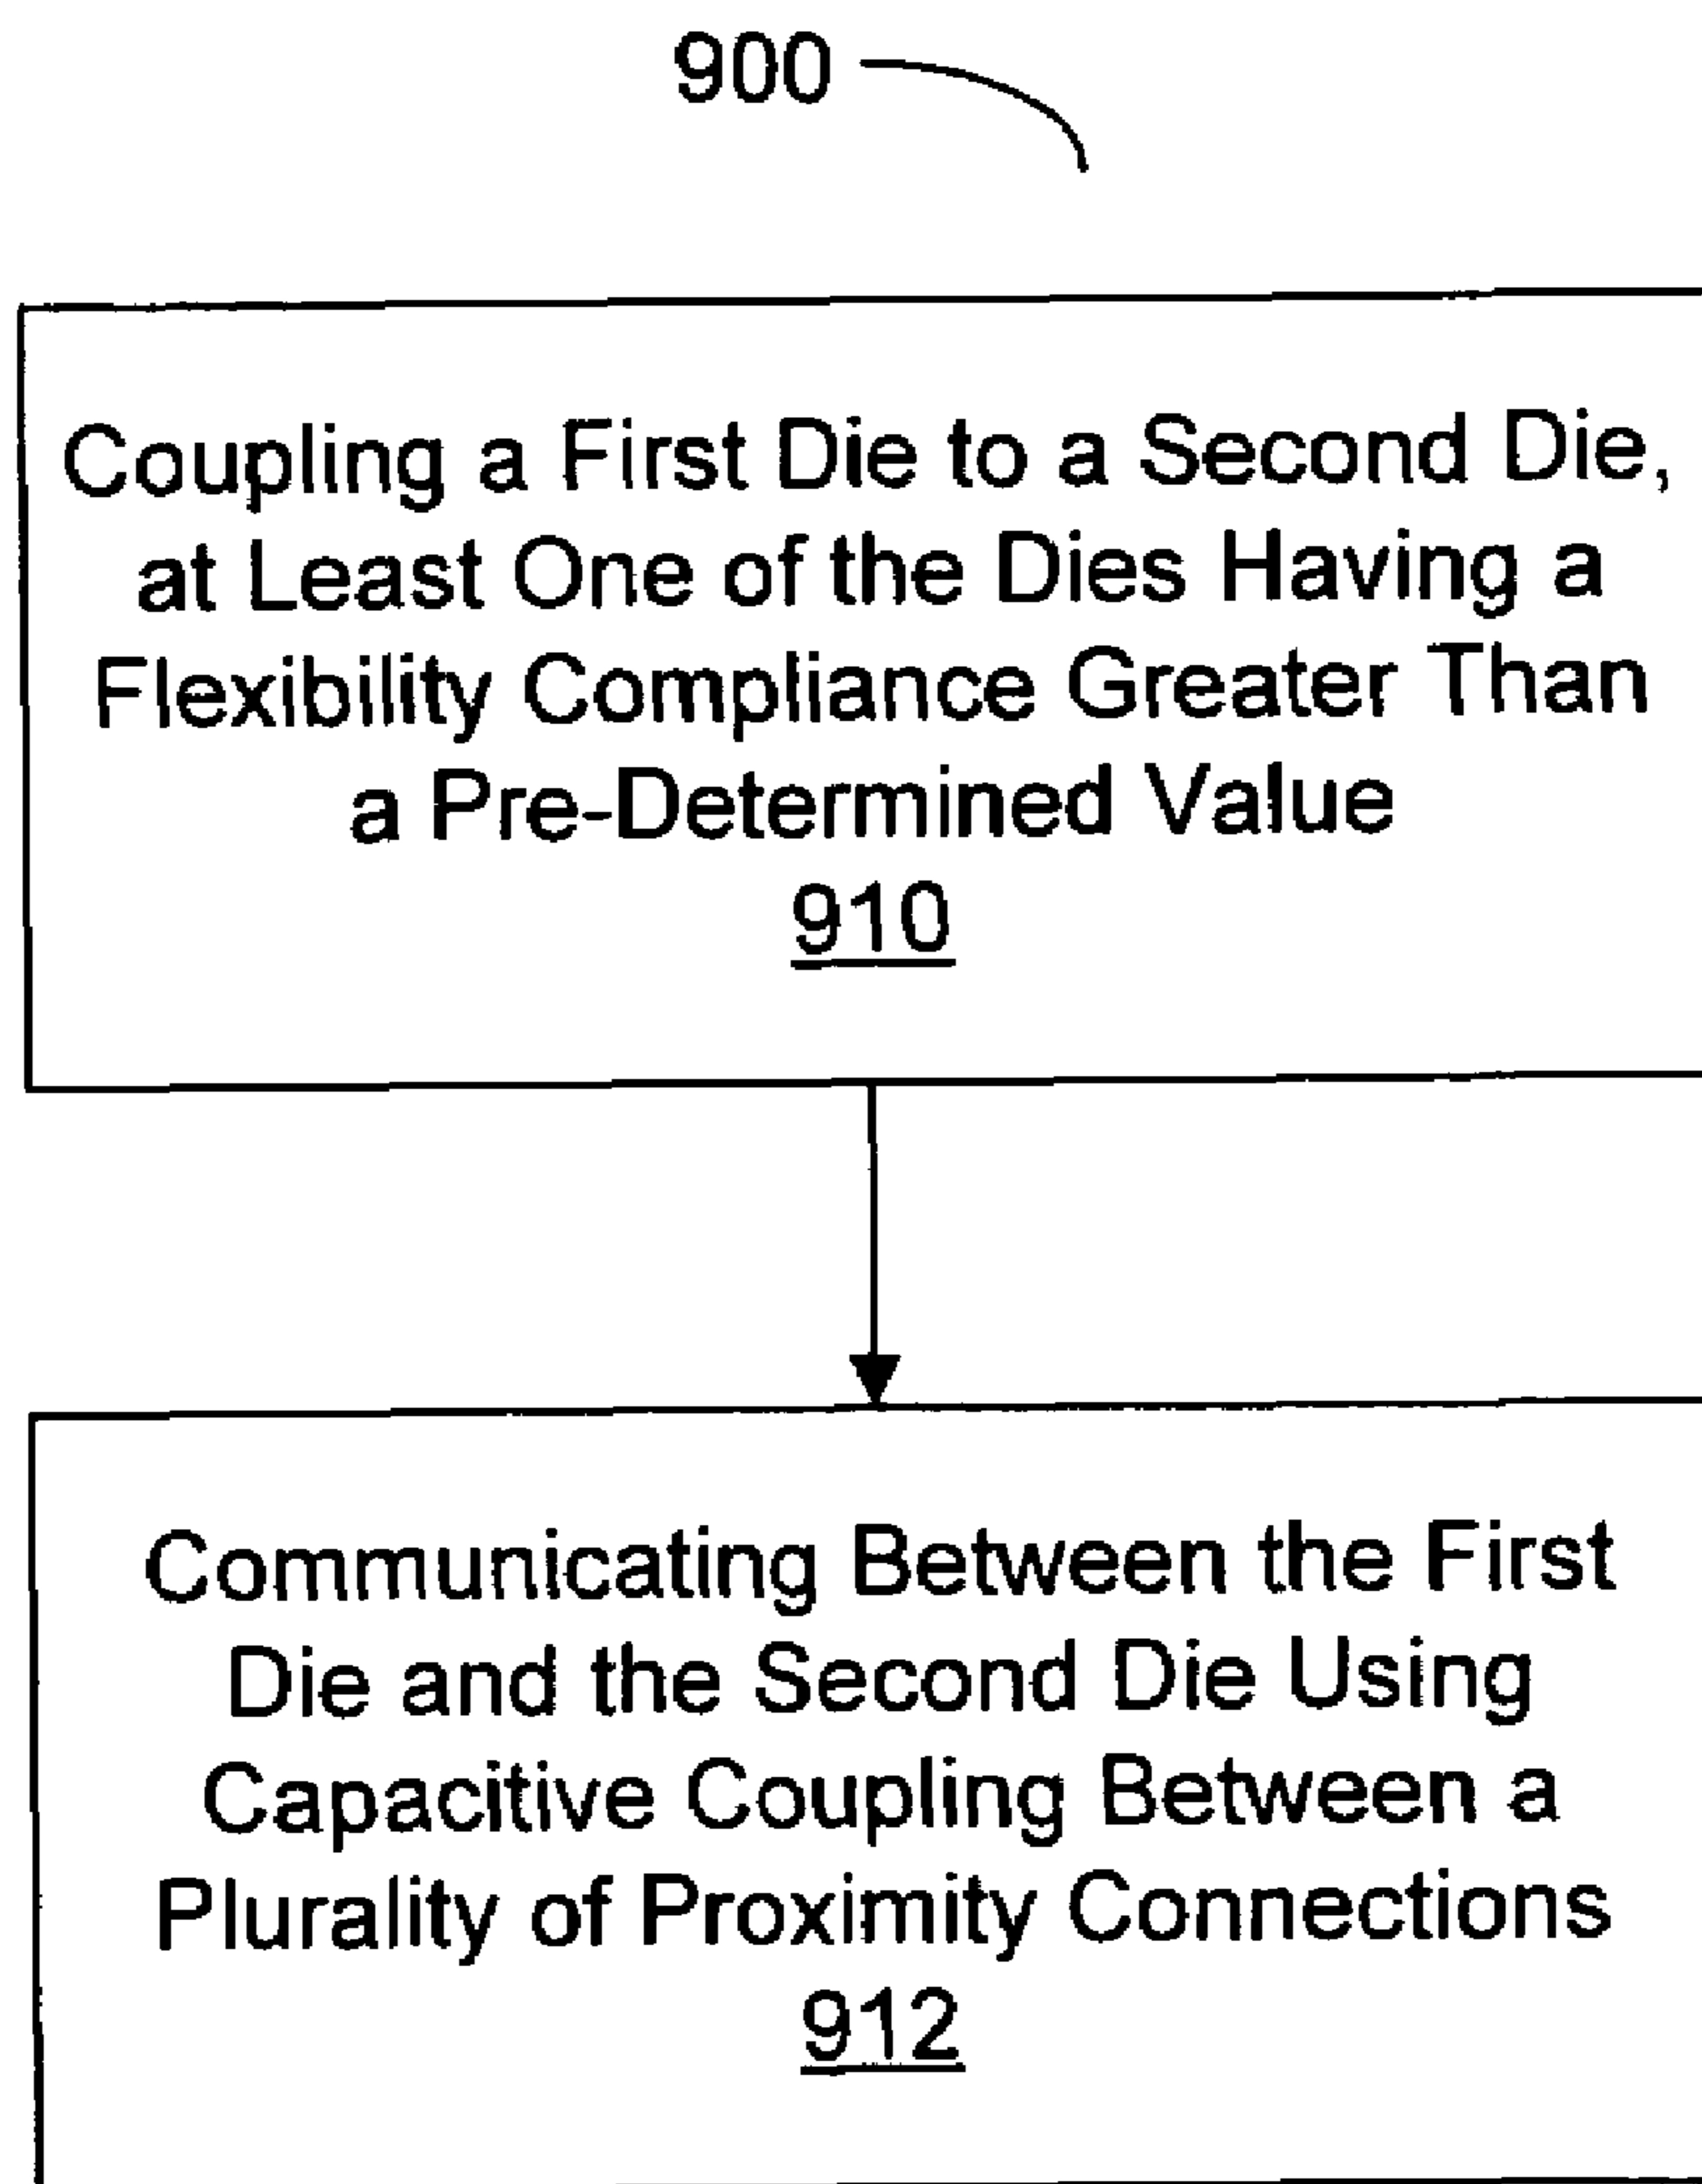 900
Coupling a First Die to a Second Die,
at Least One of the Dies Having a
Flexibility Compliance Greater Than
a Pre-Determined Value
910
Communicating Between the First
Die and the Second Die Using
Capacitive Coupling Between a
Plurality of Proximity Connections
912